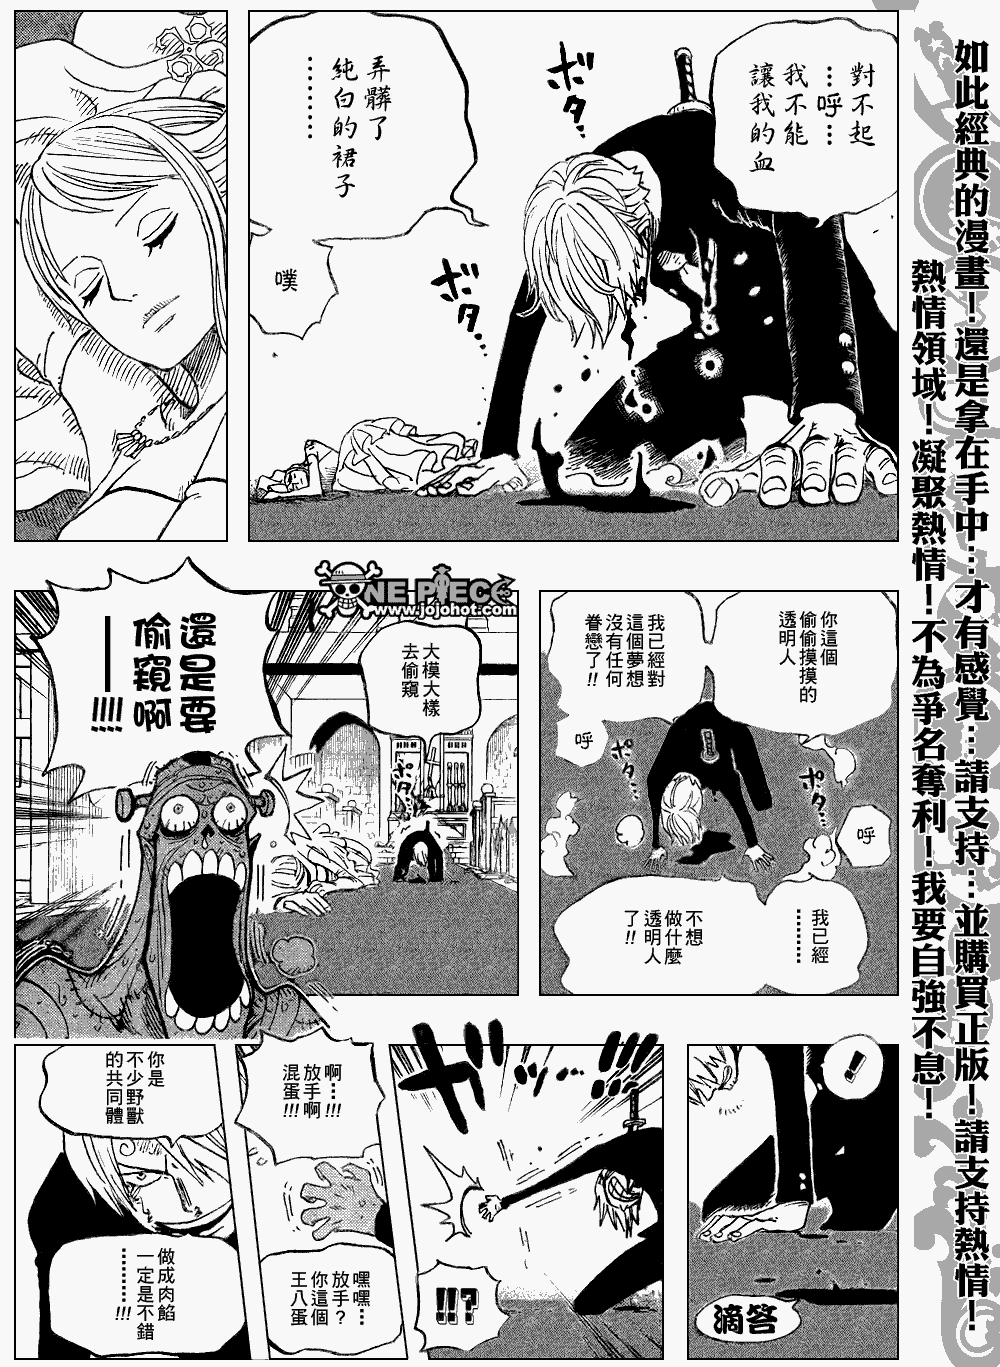 如此經典的漫畫！還是拿在手中…才有感覺…請支持…並購買正版！請支持熱情！
熱情領域！凝聚熱情！不為爭名奪利！我要自強不息！
對不起
…呼…
我不能
讓我的血
弄髒了
純白的裙子
………
噗
ボタ…
ボタ…
你這個
偷偷摸摸的
透明人
我已經對
這個夢想
沒有任何
眷戀了!!
呼
呼
ボタ…
ボタ…
我已經
………
不想
做什麼
透明人
了!!
ONE PIECE
www.jojohot.com
大模大樣
去偷窺
還是要
偷窺啊
——!!!!
!
滴答
ガッ!!!
!!?
啊…
放手啊!!!
混蛋!!!
嘿嘿…
放手?
你這個
王八蛋
你是
不少野獸
的共同體
做成肉餡
一定是不錯
………!!!